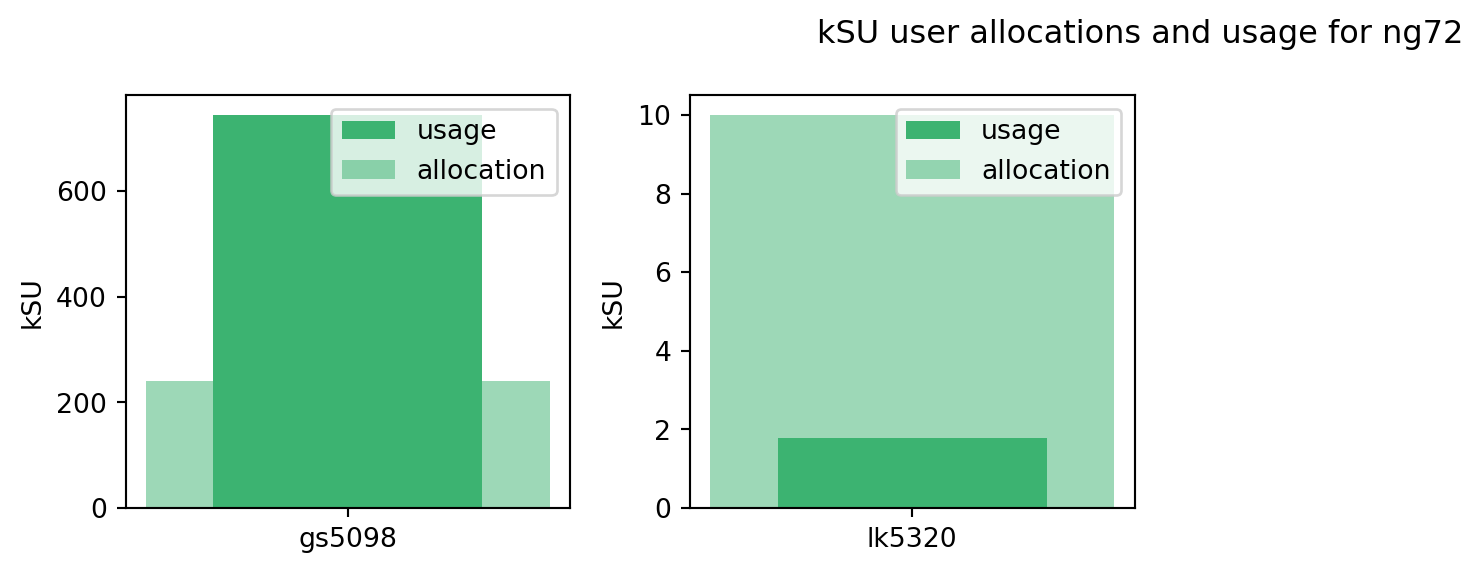 kSU user allocations and usage for ng72
usage
allocation
600
400
200
0
kSU
gs5098
usage
allocation
10
8
6
4
2
0
kSU
lk5320